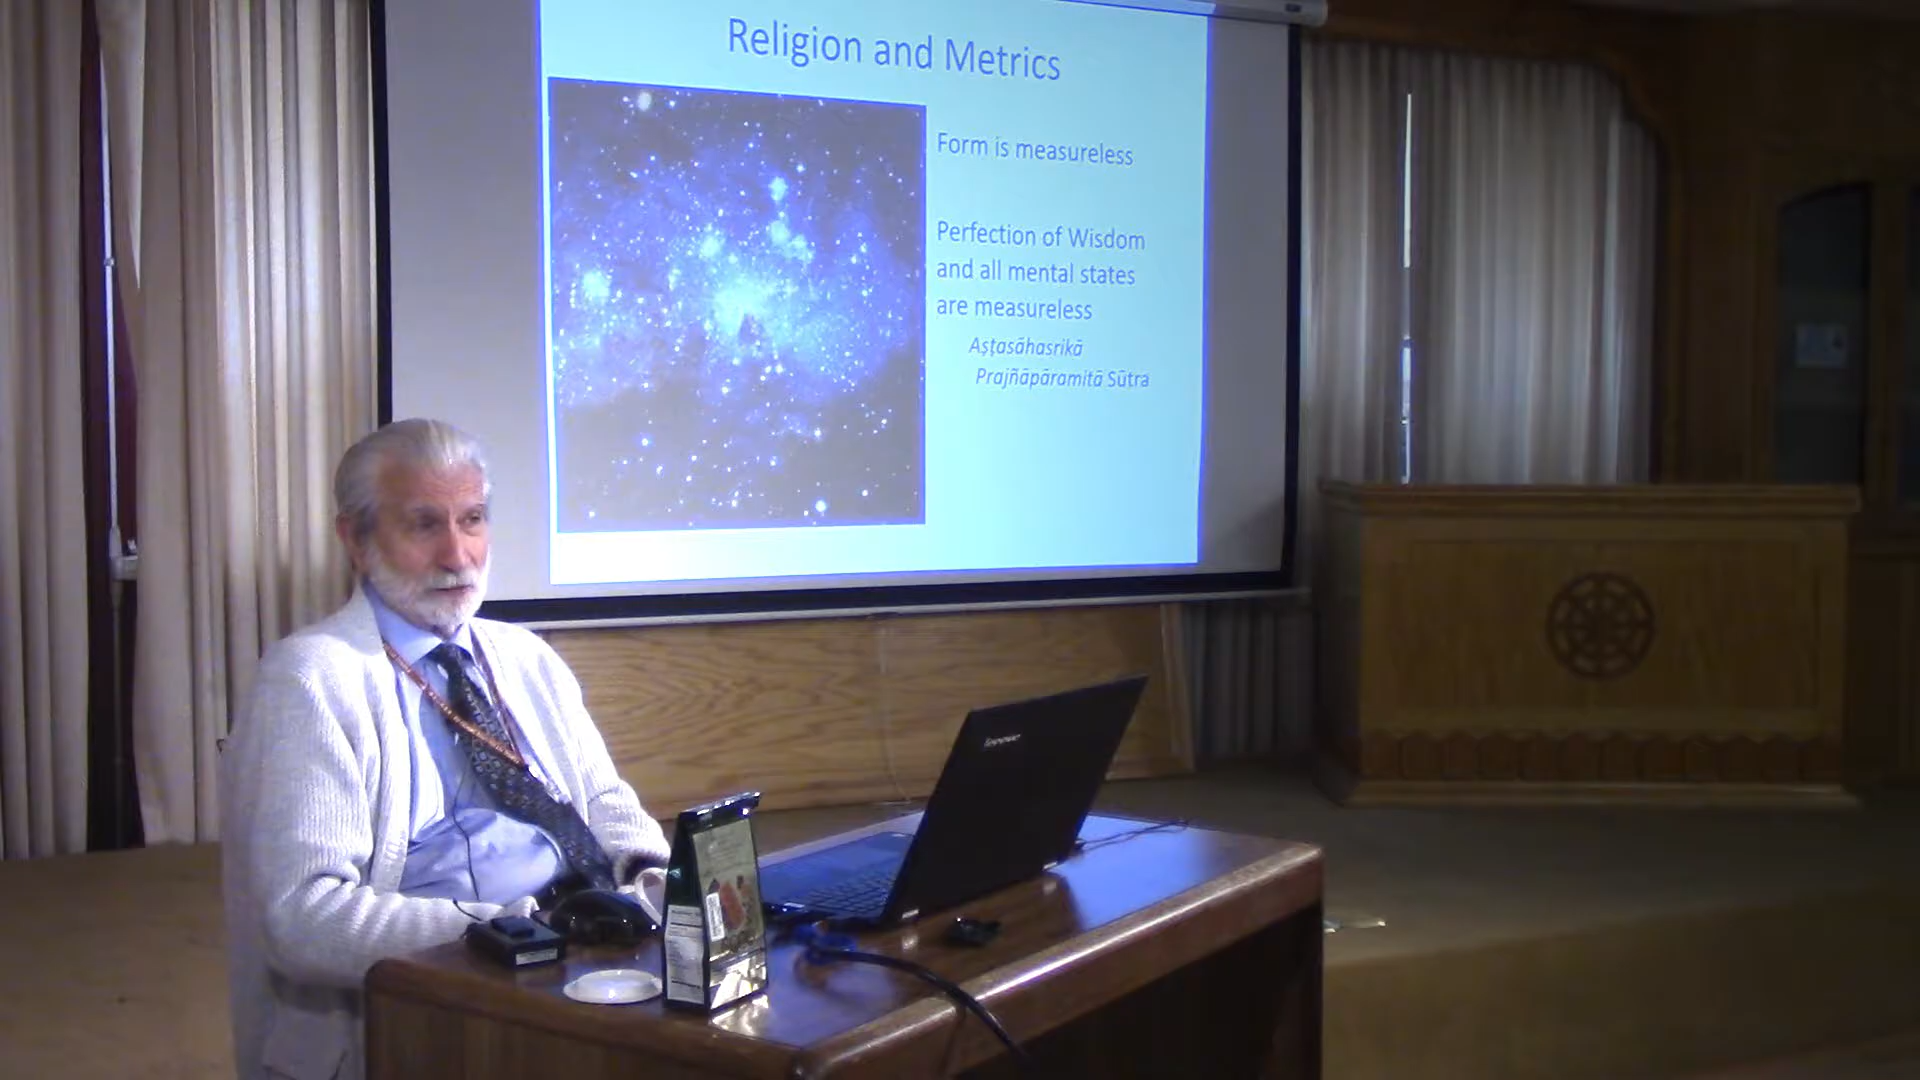 Religion and Metrics
Form is measureless
Perfection of Wisdom
and all mental states
are measureless
Aṣṭasāhasrikā
Prajñāpāramitā Sūtra
lenovo